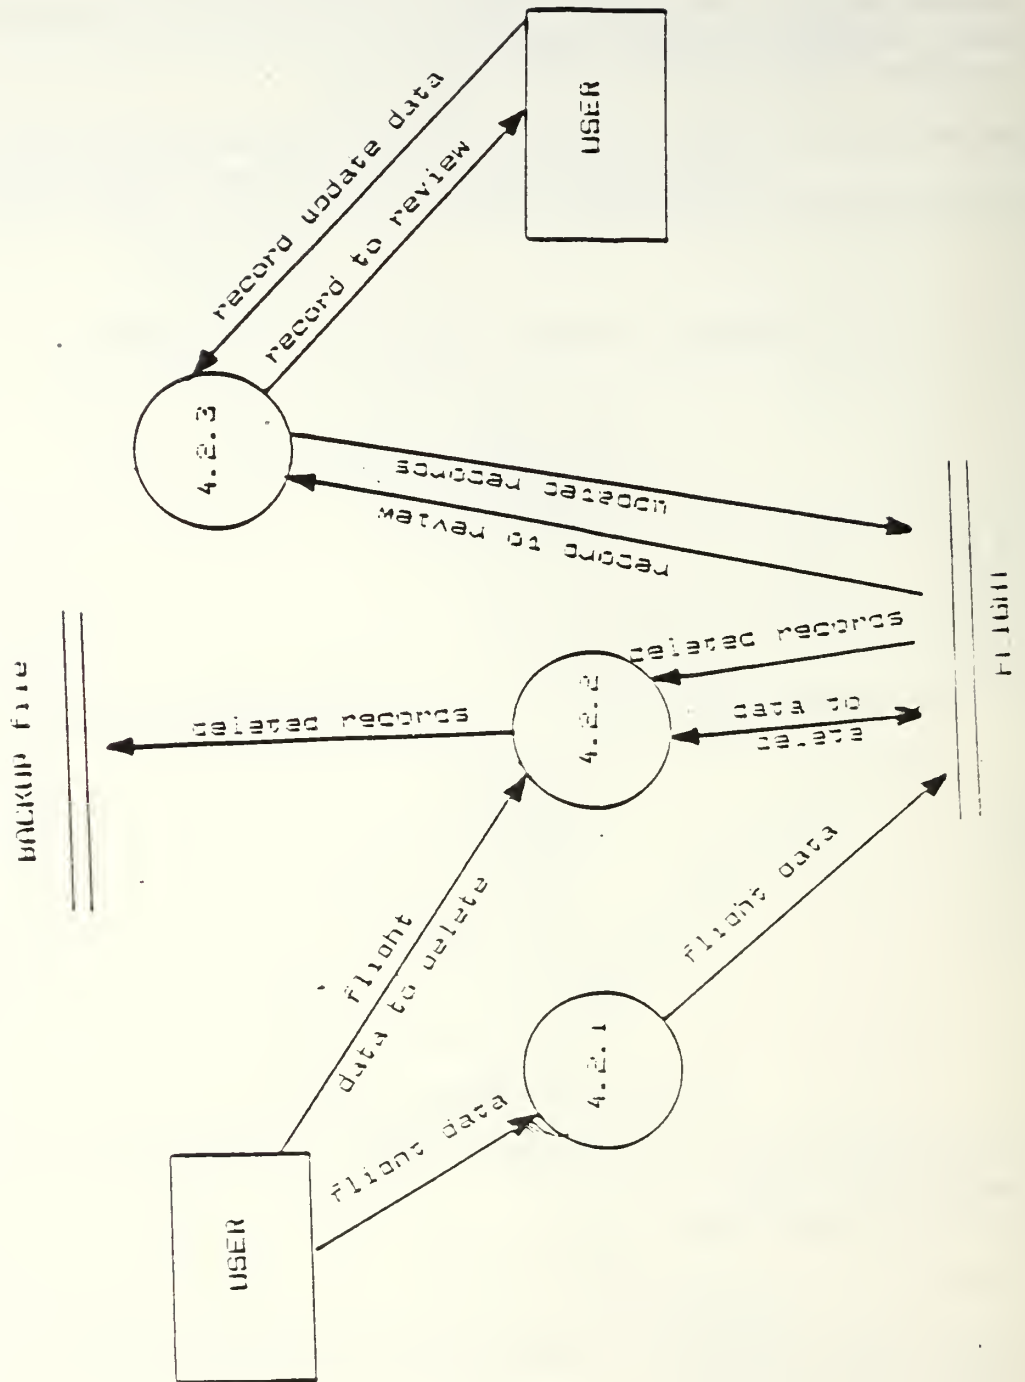 BACKUP file
USER
flight
data to delete
flight data
4.2.1
flight data
deleted records
4.2.2
deleted records
data to
delete
4.2.3
record to review
updated records
record update data
record to review
USER
FLIGHT